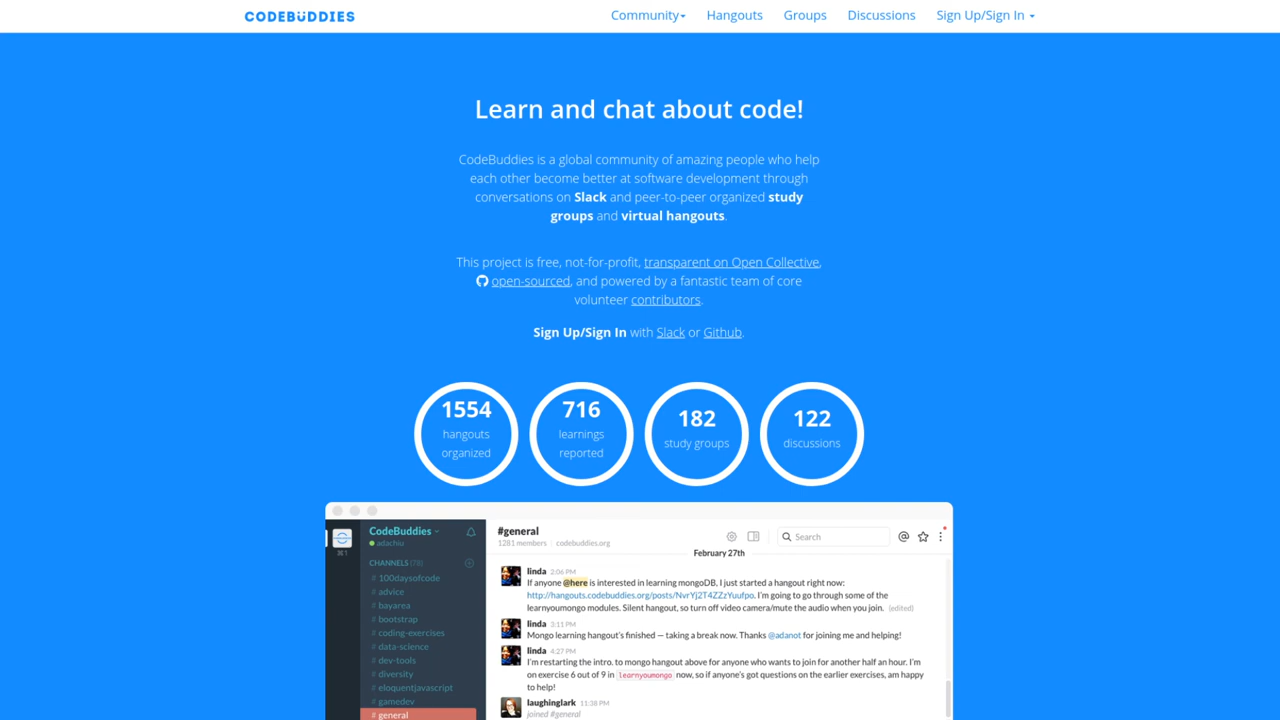 CODEBUDDIES
Community Hangouts Groups Discussions Sign Up/Sign In
Learn and chat about code!
CodeBuddies is a global community of amazing people who help
each other become better at software development through
conversations on Slack and peer-to-peer organized study
groups and virtual hangouts.
This project is free, not-for-profit, transparent on Open Collective,
open-sourced, and powered by a fantastic team of core
volunteer contributors.
Sign Up/Sign In with Slack or Github.
1554
hangouts
organized
716
learnings
reported
182
study groups
122
discussions
CodeBuddies
adachiu
⌘1
CHANNELS (78)
# 100daysofcode
# advice
# bayarea
# bootstrap
# coding-exercises
# data-science
# dev-tools
# diversity
# eloquentjavascript
# gamedev
# general
#general
1281 members | codebuddies.org
Search
February 27th
linda 2:06 PM
If anyone @here is interested in learning mongoDB, I just started a hangout right now:
http://hangouts.codebuddies.org/posts/NvrYj2T4ZZzYuufpo. I'm going to go through some of the
learnyoumongo modules. Silent hangout, so turn off video camera/mute the audio when you join. (edited)
linda 3:11 PM
Mongo learning hangout's finished — taking a break now. Thanks @adanot for joining me and helping!
linda 4:27 PM
I'm restarting the intro. to mongo hangout above for anyone who wants to join for another half an hour. I'm
on exercise 6 out of 9 in learnyoumongo now, so if anyone's got questions on the earlier exercises, am happy
to help!
laughinglark 11:38 PM
joined #general